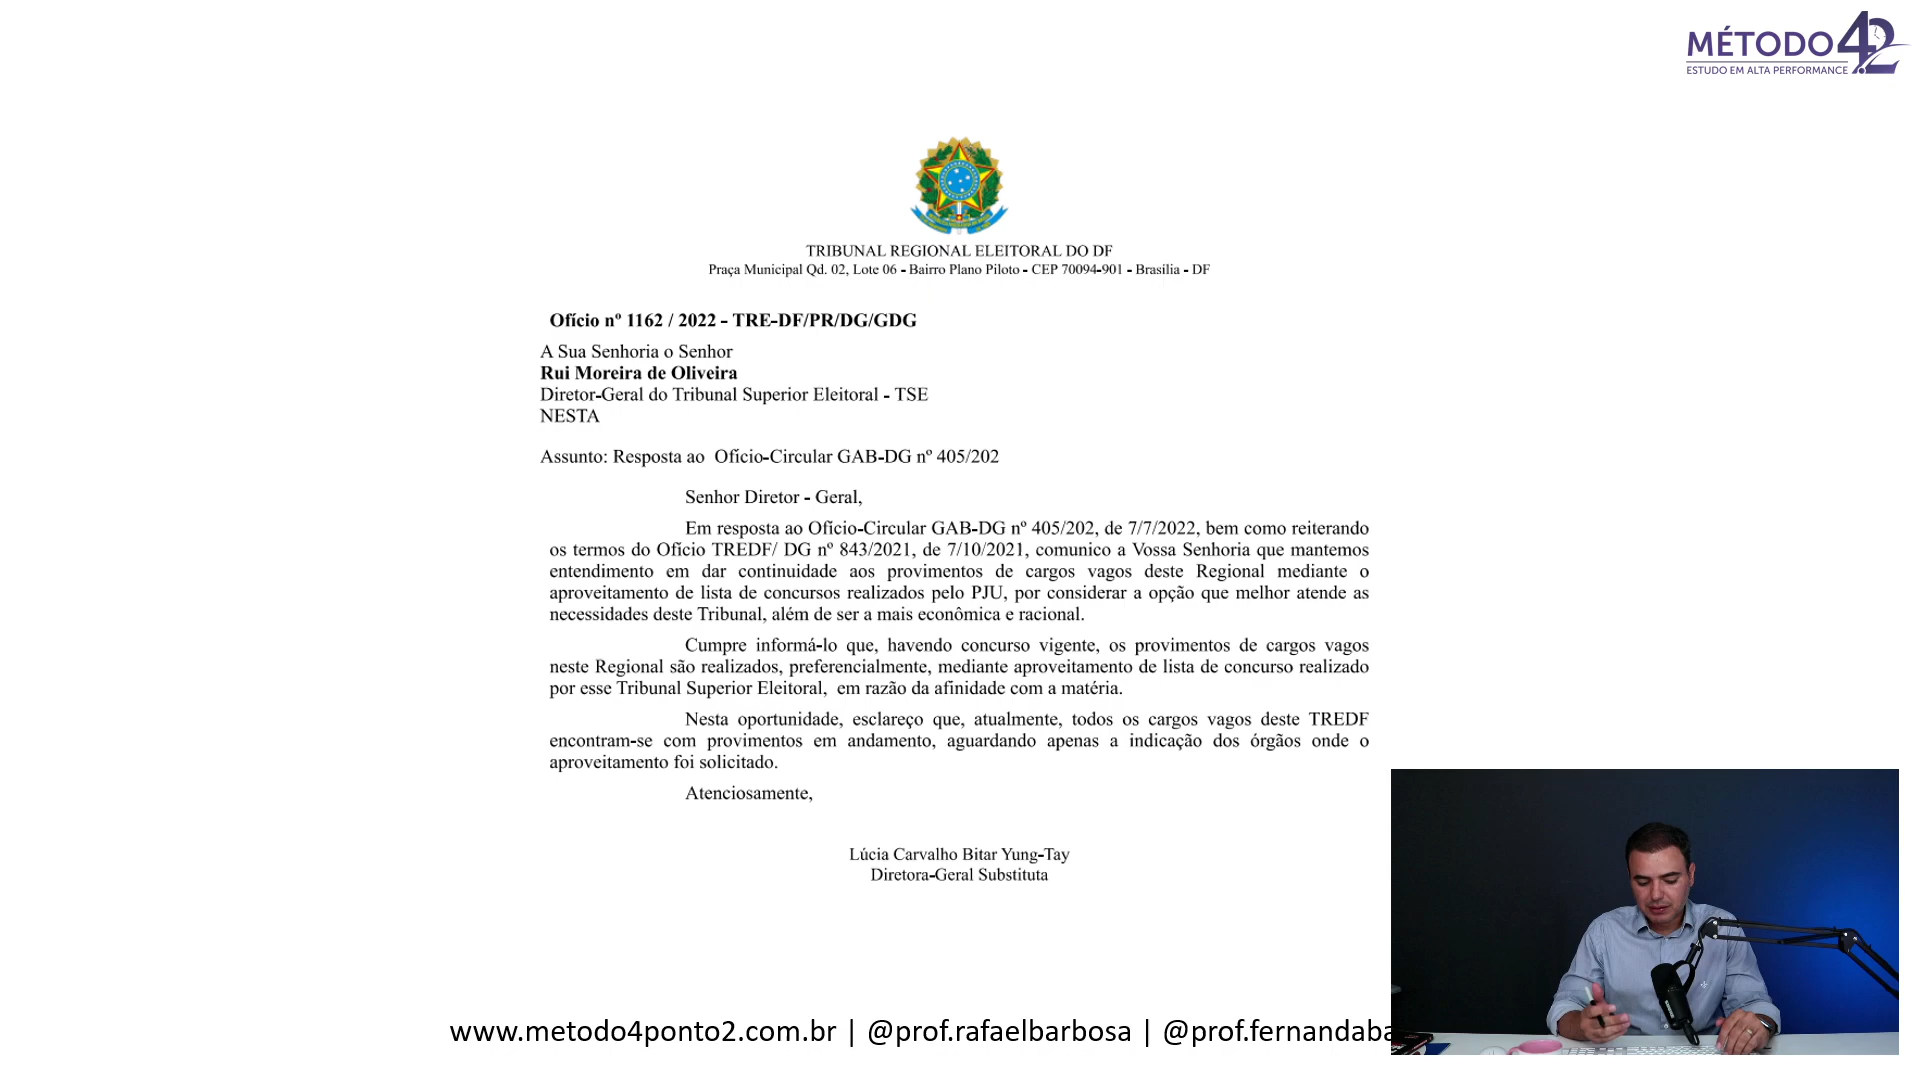 MÉTODO 4.2
ESTUDO EM ALTA PERFORMANCE
TRIBUNAL REGIONAL ELEITORAL DO DF
Praça Municipal Qd. 02, Lote 06 - Bairro Plano Piloto - CEP 70094-901 - Brasília - DF
Ofício nº 1162 / 2022 - TRE-DF/PR/DG/GDG
A Sua Senhoria o Senhor
Rui Moreira de Oliveira
Diretor-Geral do Tribunal Superior Eleitoral - TSE
NESTA
Assunto: Resposta ao Ofício-Circular GAB-DG nº 405/202
Senhor Diretor - Geral,
Em resposta ao Ofício-Circular GAB-DG nº 405/202, de 7/7/2022, bem como reiterando
os termos do Ofício TREDF/ DG nº 843/2021, de 7/10/2021, comunico a Vossa Senhoria que mantemos
entendimento em dar continuidade aos provimentos de cargos vagos deste Regional mediante o
aproveitamento de lista de concursos realizados pelo PJU, por considerar a opção que melhor atende as
necessidades deste Tribunal, além de ser a mais econômica e racional.
Cumpre informá-lo que, havendo concurso vigente, os provimentos de cargos vagos
neste Regional são realizados, preferencialmente, mediante aproveitamento de lista de concurso realizado
por esse Tribunal Superior Eleitoral, em razão da afinidade com a matéria.
Nesta oportunidade, esclareço que, atualmente, todos os cargos vagos deste TREDF
encontram-se com provimentos em andamento, aguardando apenas a indicação dos órgãos onde o
aproveitamento foi solicitado.
Atenciosamente,
Lúcia Carvalho Bitar Yung-Tay
Diretora-Geral Substituta
www.metodo4ponto2.com.br | @prof.rafaelbarbosa | @prof.fernandaba